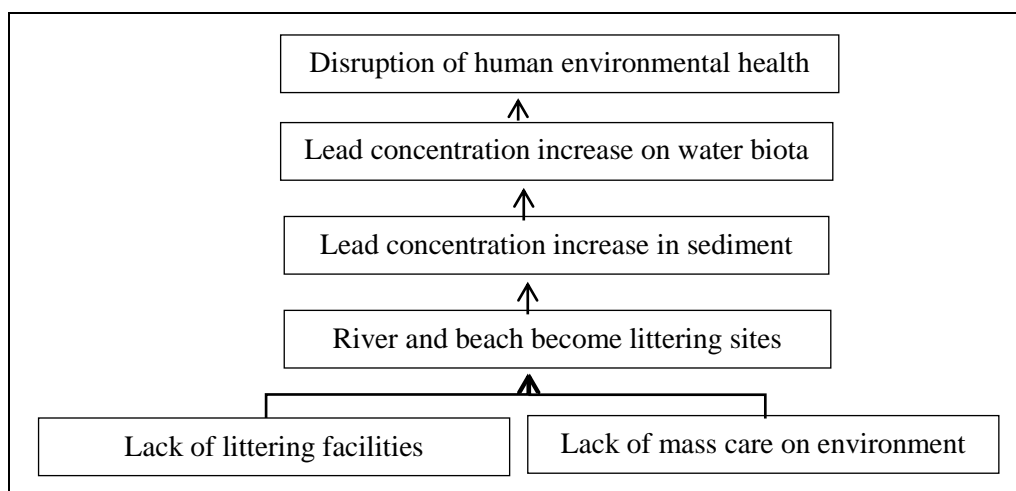 Disruption of human environmental health
Lead concentration increase on water biota
Lead concentration increase in sediment
River and beach become littering sites
Lack of littering facilities
Lack of mass care on environment